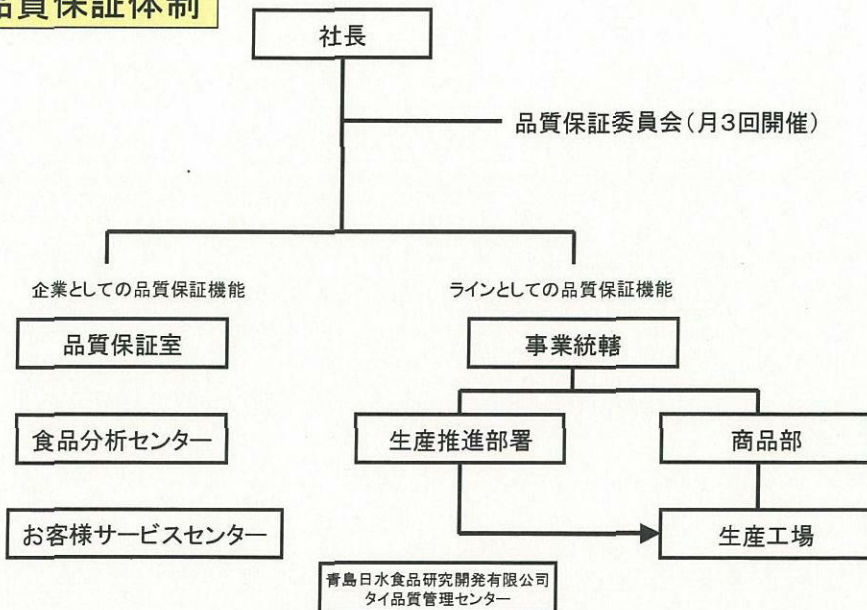 品質保証体制
社長
品質保証委員会(月3回開催)
企業としての品質保証機能
ラインとしての品質保証機能
品質保証室
事業統轄
食品分析センター
生産推進部署
商品部
お客様サービスセンター
生産工場
青島日水食品研究開発有限公司
タイ品質管理センター